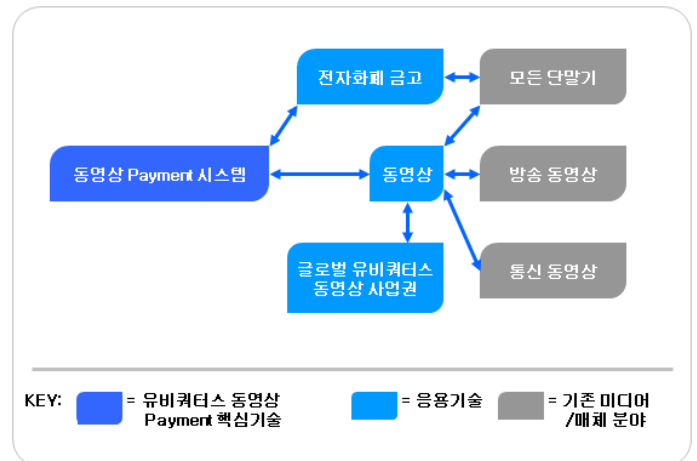 전자화폐 금고
모든 단말기
동영상 Payment 시스템
동영상
방송 동영상
글로벌 유비쿼터스
동영상 사업권
통신 동영상
KEY:
= 유비쿼터스 동영상
Payment 핵심기술
= 응용기술
= 기존 미디어
/매체 분야